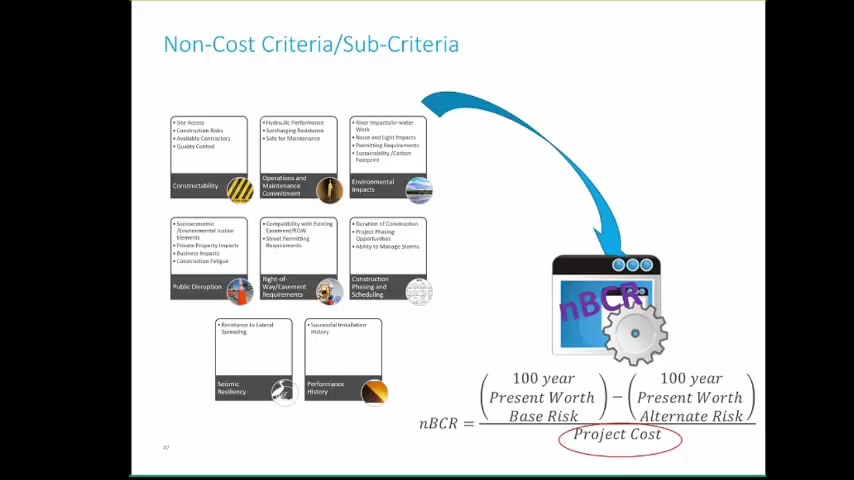 Non-Cost Criteria/Sub-Criteria
• Site Access
• Construction Risks
• Available Contractors
• Quality Control
Constructability
• Hydraulic Performance
• Surcharging Resistance
• Safe for Maintenance
Operations and
Maintenance
Commitment
• River Impacts/In-water
Work
• Noise and Light Impacts
• Permitting Requirements
• Sustainability /Carbon
Footprint
Environmental
Impacts
• Socioeconomic
/Environmental Justice
Elements
• Private Property Impacts
• Business Impacts
• Construction Fatigue
Public Disruption
• Compatibility with Existing
Easement/ROW
• Street Permitting
Requirements
Right-of-
Way/Easement
Requirements
• Duration of Construction
• Project Phasing
Opportunities
• Ability to Manage Storms
Construction
Phasing and
Scheduling
• Resistance to Lateral
Spreading
Seismic
Resiliency
• Successful Installation
History
Performance
History
nBCR
nBCR = ((100 year Present Worth Base Risk) − (100 year Present Worth Alternate Risk)) / Project Cost
47